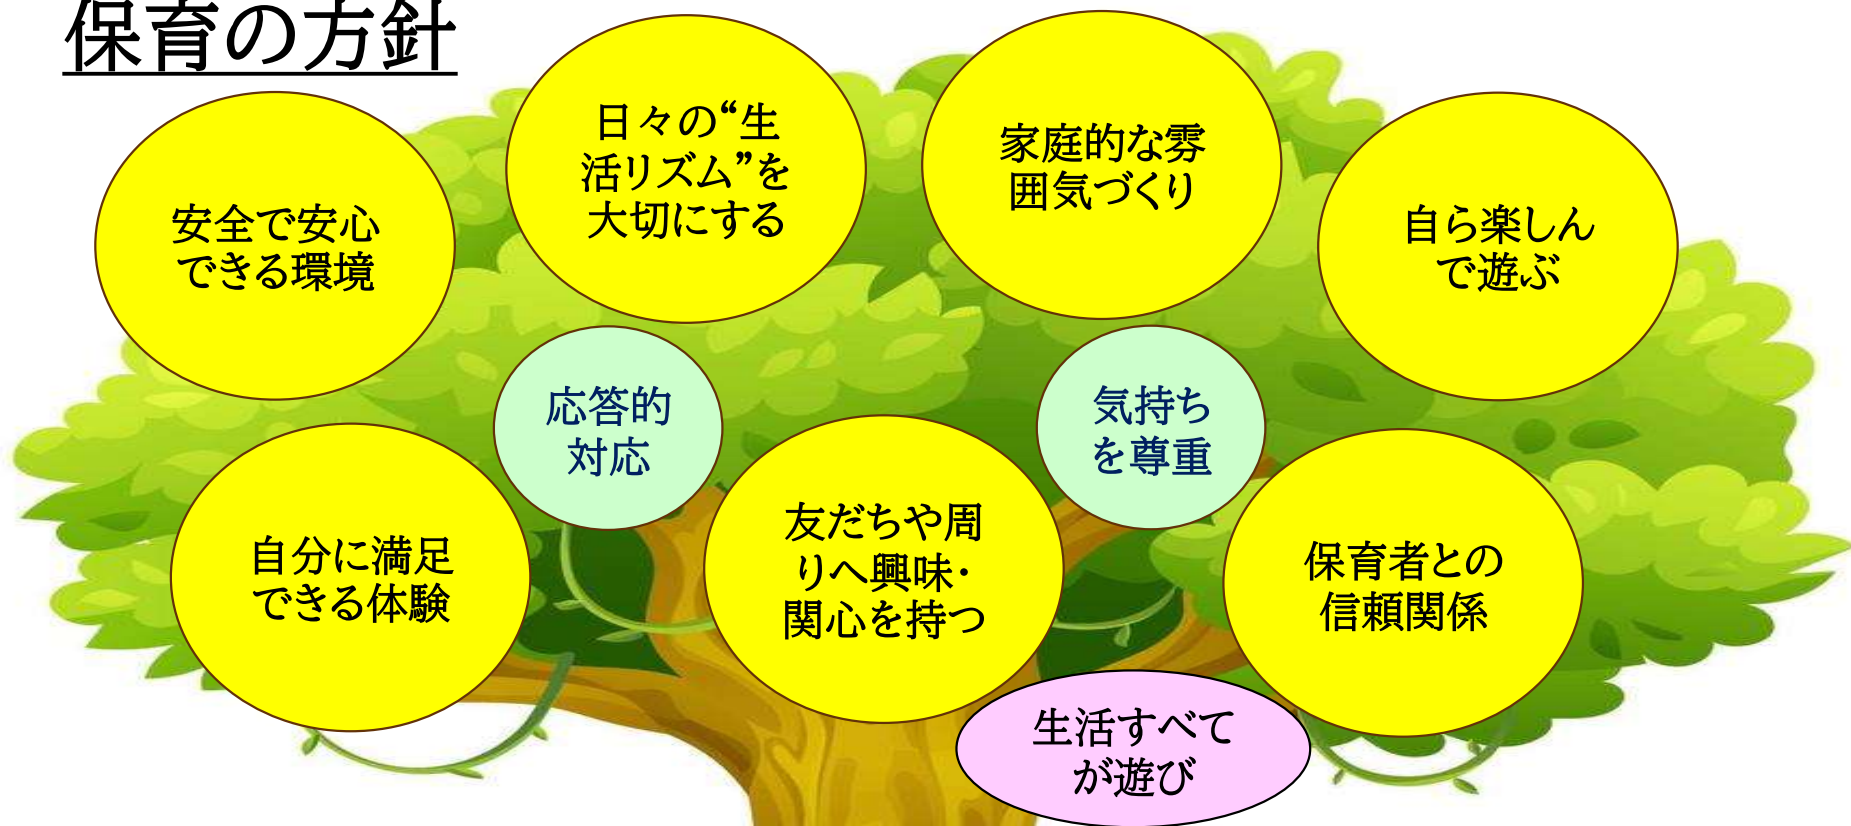 保育の方針
日々の“生
活リズム”を
大切にする
家庭的な雰
囲気づくり
安全で安心
できる環境
自ら楽しん
で遊ぶ
応答的
対応
気持ち
を尊重
自分に満足
できる体験
友だちや周
りへ興味・
関心を持つ
保育者との
信頼関係
生活すべて
が遊び